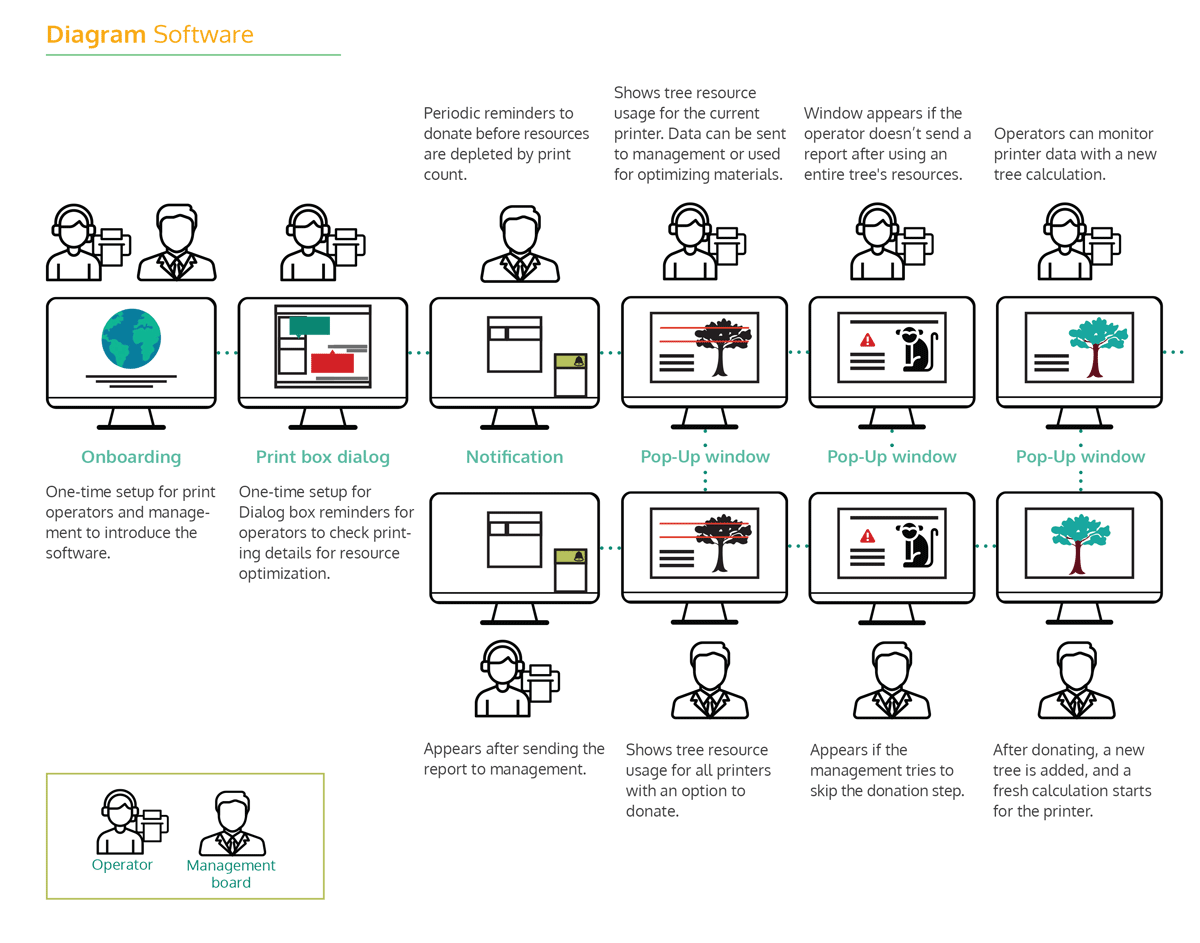 Diagram Software
Periodic reminders to
donate before resources
are depleted by print
count.
Shows tree resource
usage for the current
printer. Data can be sent
to management or used
for optimizing materials.
Window appears if the
operator doesn’t send a
report after using an
entire tree's resources.
Operators can monitor
printer data with a new
tree calculation.
Onboarding
One-time setup for print
operators and manage-
ment to introduce the
software.
Print box dialog
One-time setup for
Dialog box reminders for
operators to check print-
ing details for resource
optimization.
Notification
Pop-Up window
Pop-Up window
Pop-Up window
Appears after sending the
report to management.
Shows tree resource
usage for all printers
with an option to
donate.
Appears if the
management tries to
skip the donation step.
After donating, a new
tree is added, and a
fresh calculation starts
for the printer.
Operator
Management
board